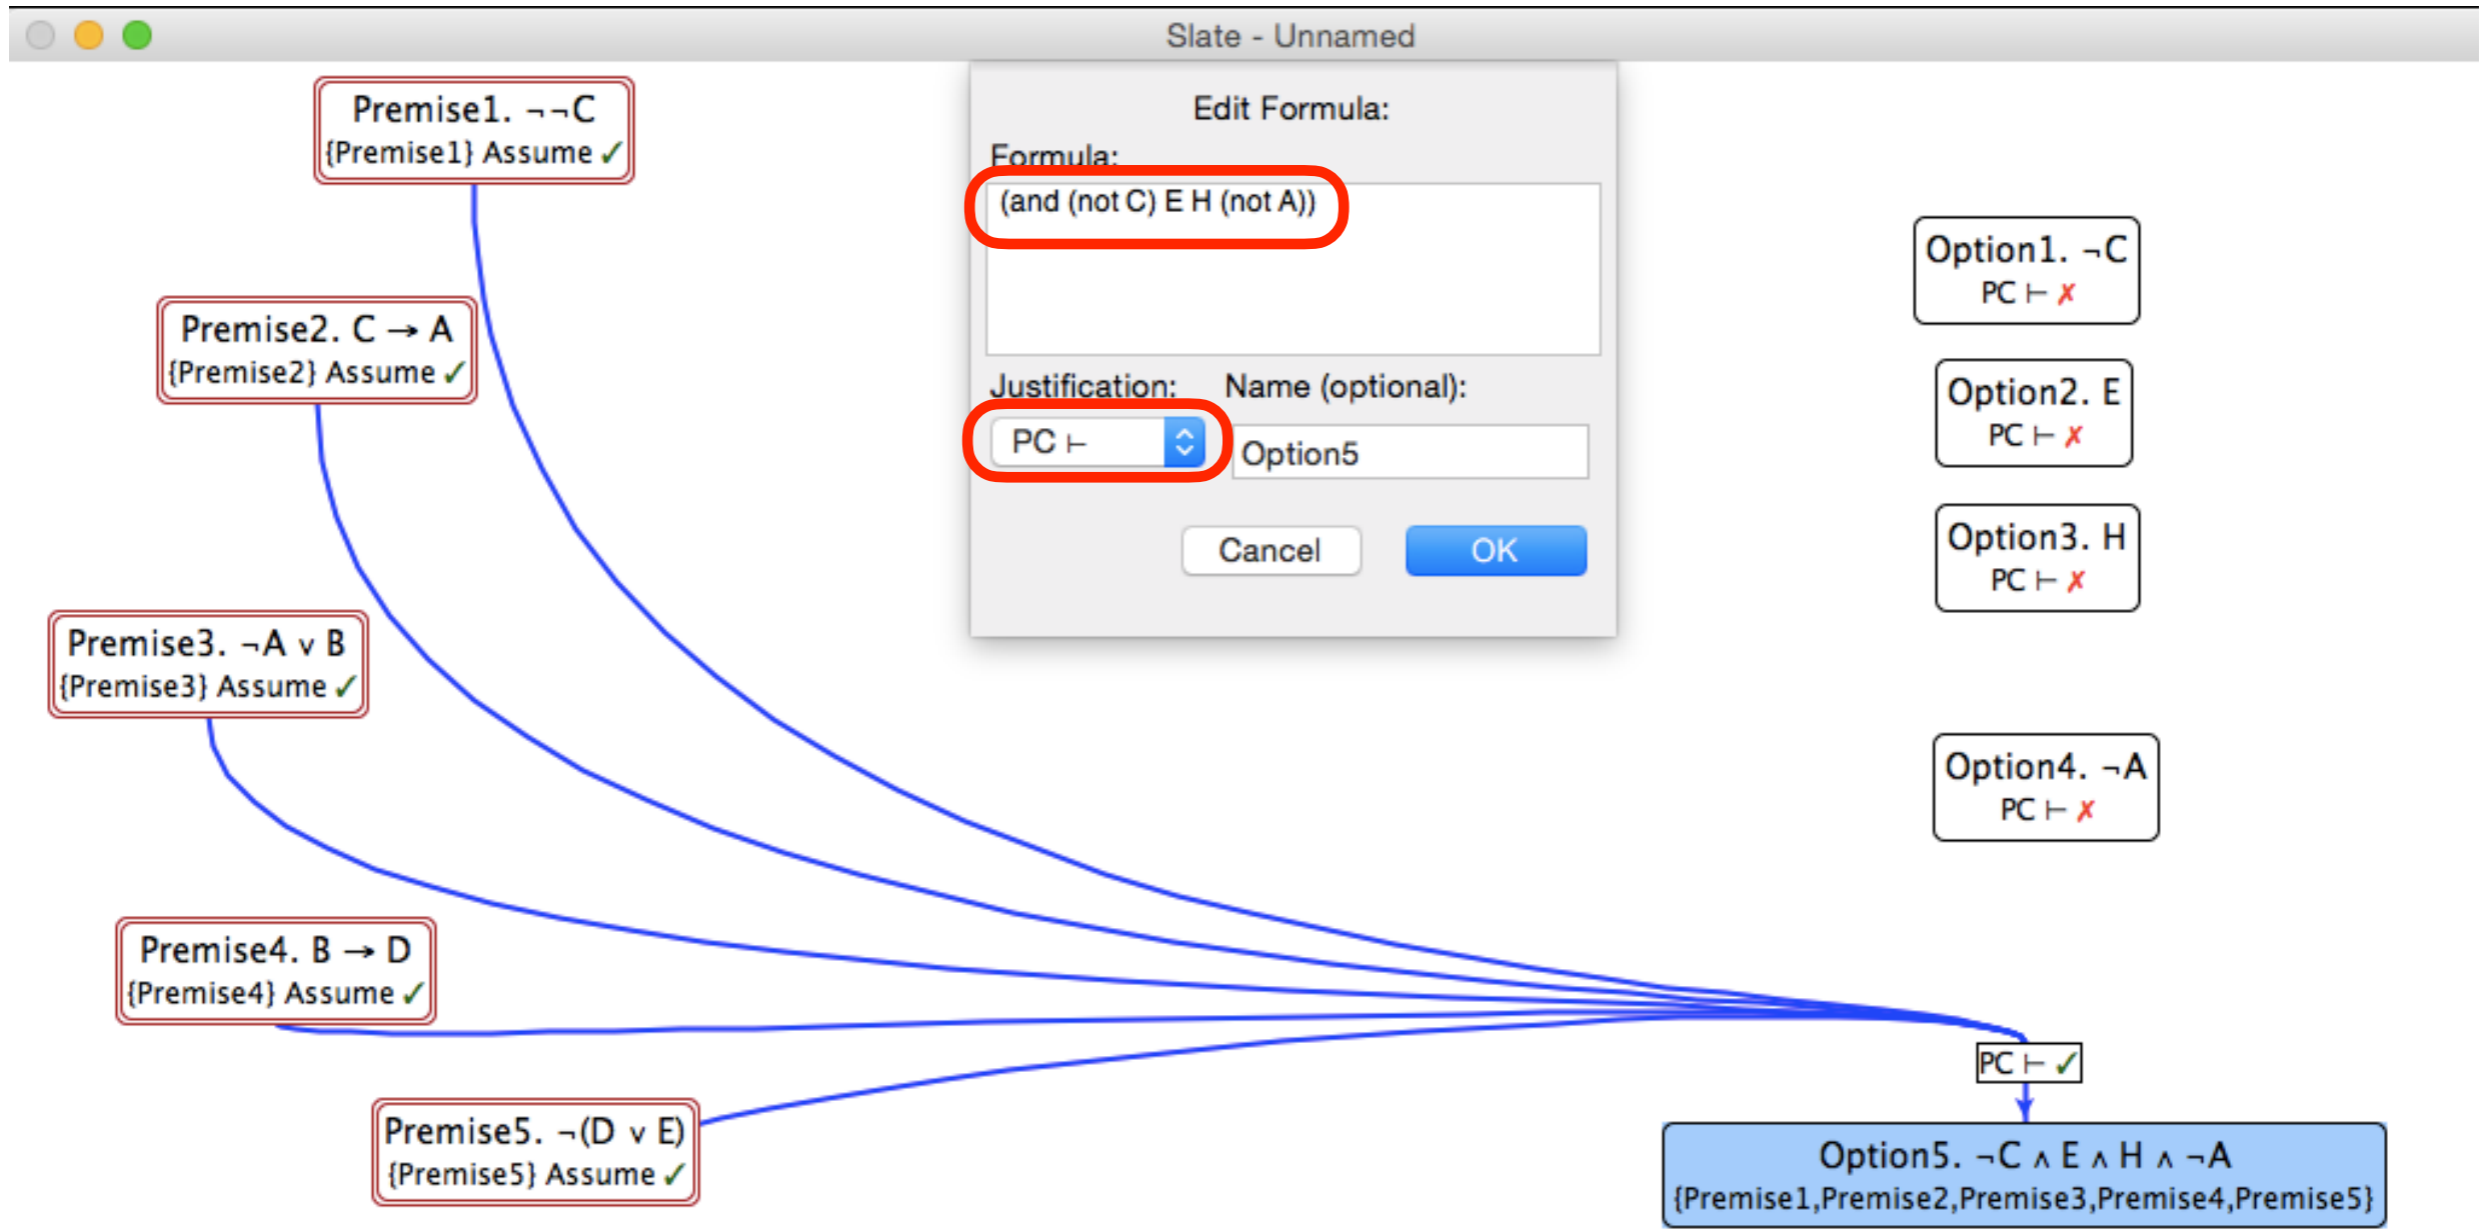 Slate - Unnamed
Premise1. ¬¬C
{Premise1} Assume ✓
Premise2. C → A
{Premise2} Assume ✓
Premise3. ¬A ∨ B
{Premise3} Assume ✓
Premise4. B → D
{Premise4} Assume ✓
Premise5. ¬(D ∨ E)
{Premise5} Assume ✓
Edit Formula:
Formula:
(and (not C) E H (not A))
Justification: Name (optional):
PC ⊢ Option5
Cancel OK
Option1. ¬C
PC ⊢ ✗
Option2. E
PC ⊢ ✗
Option3. H
PC ⊢ ✗
Option4. ¬A
PC ⊢ ✗
PC ⊢ ✓
Option5. ¬C ∧ E ∧ H ∧ ¬A
{Premise1,Premise2,Premise3,Premise4,Premise5}